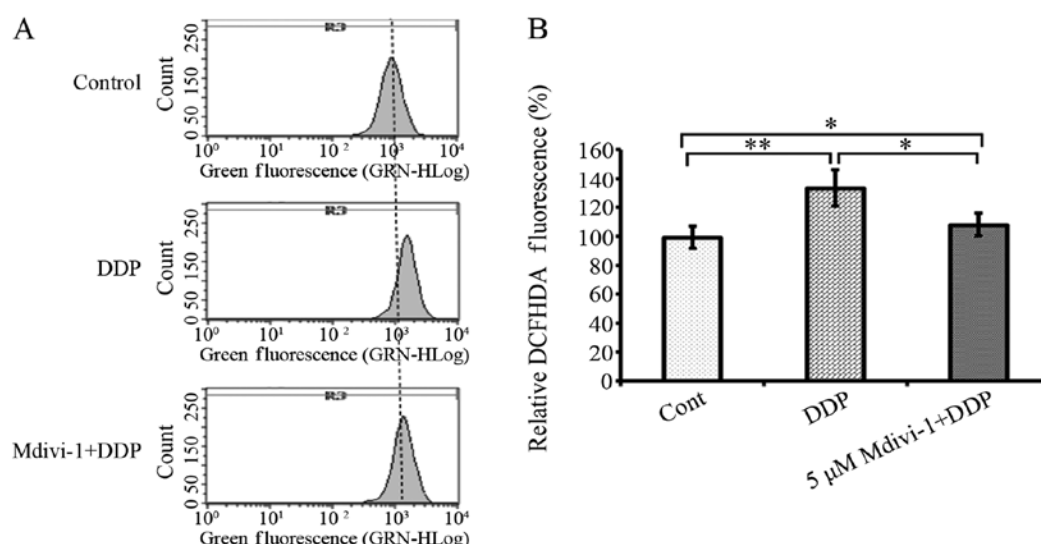 A
B
Control
Count
0 50 150 250
R3
10⁰ 10¹ 10² 10³ 10⁴
Green fluorescence (GRN-HLog)
DDP
Count
0 50 150 250
R3
10⁰ 10¹ 10² 10³ 10⁴
Green fluorescence (GRN-HLog)
Mdivi-1+DDP
Count
0 50 150 250
R3
10⁰ 10¹ 10² 10³ 10⁴
Green fluorescence (GRN-HLog)
Relative DCFHDA fluorescence (%)
*
** *
160
140
120
100
80
60
40
20
0
Cont
DDP
5 μM Mdivi-1+DDP